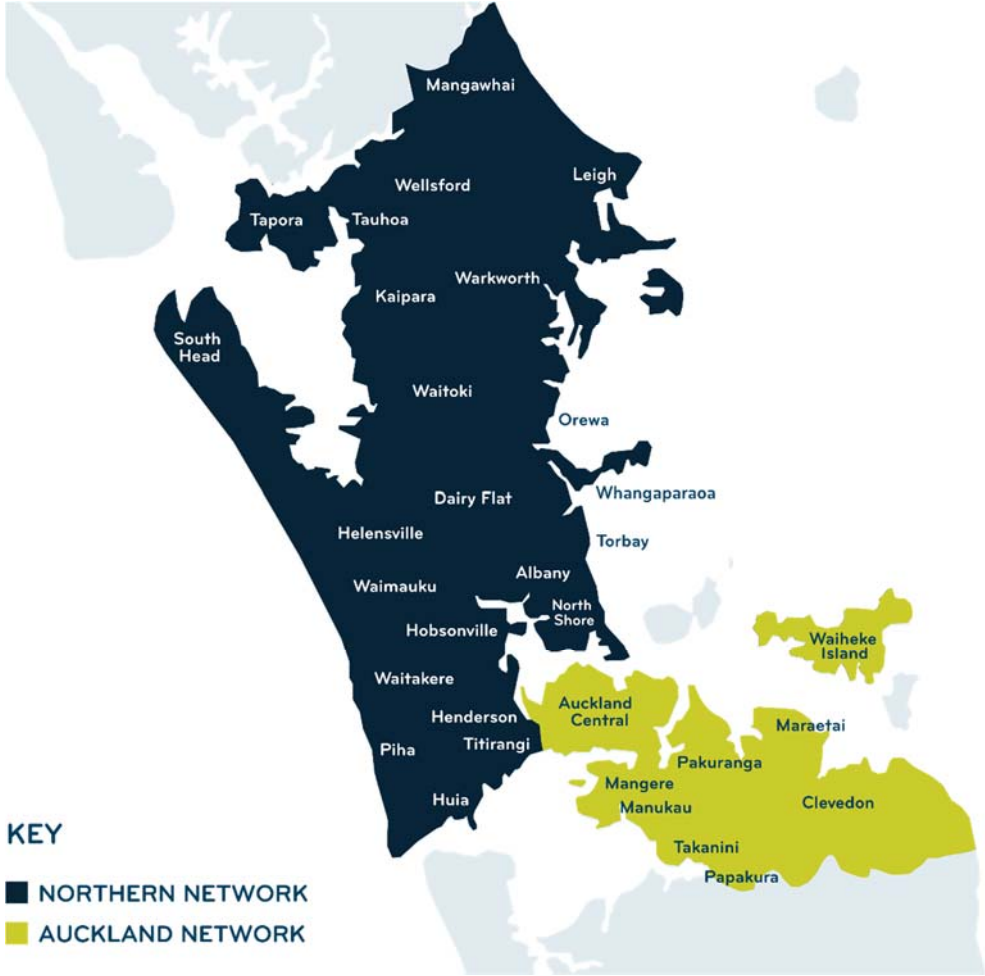 Mangawhai
Leigh
Wellsford
Tapora
Tauhoa
Warkworth
Kaipara
South
Head
Waitoki
Orewa
Whangaparaoa
Dairy Flat
Helensville
Torbay
Albany
Waimauku
North
Shore
Hobsonville
Waiheke
Island
Waitakere
Auckland
Central
Henderson
Maraetai
Titirangi
Piha
Pakuranga
Mangere
Huia
Manukau
Clevedon
Takanini
Papakura
KEY
NORTHERN NETWORK
AUCKLAND NETWORK